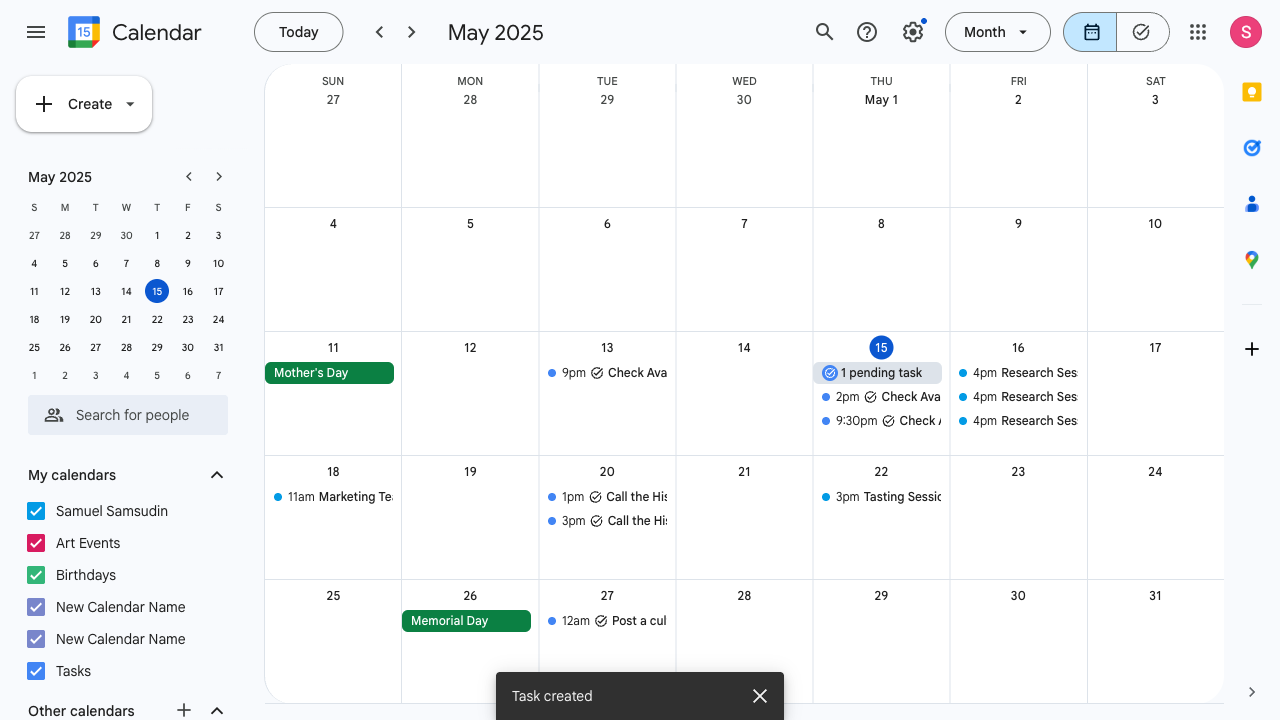 15 Calendar
Today
May 2025
Month
S
Create
May 2025
S M T W T F S
27 28 29 30 1 2 3
4 5 6 7 8 9 10
11 12 13 14 15 16 17
18 19 20 21 22 23 24
25 26 27 28 29 30 31
1 2 3 4 5 6 7
Search for people
My calendars
Samuel Samsudin
Art Events
Birthdays
New Calendar Name
New Calendar Name
Tasks
Other calendars
SUN MON TUE WED THU FRI SAT
27 28 29 30 May 1 2 3
4 5 6 7 8 9 10
11 12 13 14 15 16 17
Mother's Day
9pm Check Ava
1 pending task
2pm Check Ava
9:30pm Check A
4pm Research Ses
4pm Research Ses
4pm Research Ses
18 19 20 21 22 23 24
11am Marketing Te
1pm Call the His
3pm Call the His
3pm Tasting Sessio
25 26 27 28 29 30 31
Memorial Day
12am Post a cul
Task created